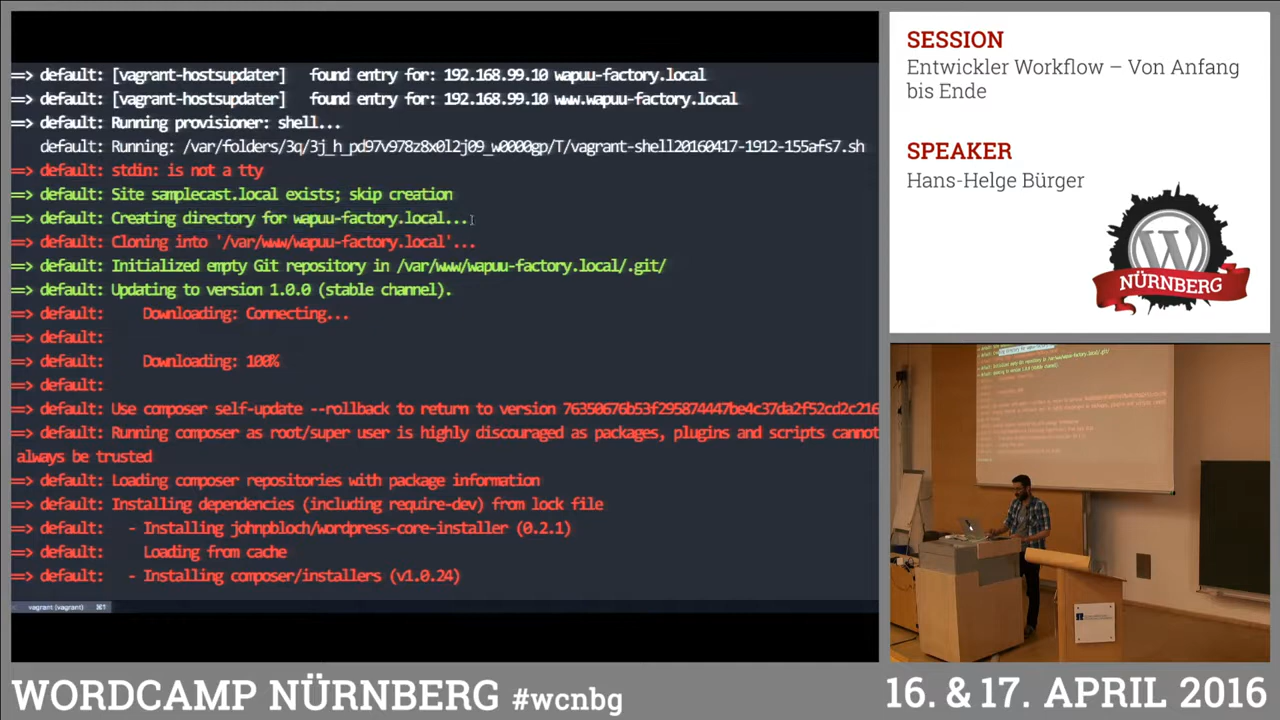 ==> default: [vagrant-hostsupdater]   found entry for: 192.168.99.10 wapuu-factory.local
==> default: [vagrant-hostsupdater]   found entry for: 192.168.99.10 www.wapuu-factory.local
==> default: Running provisioner: shell...
default: Running: /var/folders/3q/3j_h_pd97v978z8x0l2j09_w0000gp/T/vagrant-shell20160417-1912-155afs7.sh
==> default: stdin: is not a tty
==> default: Site samplecast.local exists; skip creation
==> default: Creating directory for wapuu-factory.local...
==> default: Cloning into '/var/www/wapuu-factory.local'...
==> default: Initialized empty Git repository in /var/www/wapuu-factory.local/.git/
==> default: Updating to version 1.0.0 (stable channel).
==> default:     Downloading: Connecting...
==> default:
==> default:     Downloading: 100%
==> default:
==> default: Use composer self-update --rollback to return to version 76350676b53f295874447be4c37da2f52cd2c216
==> default: Running composer as root/super user is highly discouraged as packages, plugins and scripts cannot
always be trusted
==> default: Loading composer repositories with package information
==> default: Installing dependencies (including require-dev) from lock file
==> default:   - Installing johnpbloch/wordpress-core-installer (0.2.1)
==> default:     Loading from cache
==> default:   - Installing composer/installers (v1.0.24)
vagrant (vagrant) ⌘1
SESSION
Entwickler Workflow – Von Anfang
bis Ende
SPEAKER
Hans-Helge Bürger
W
NÜRNBERG
WORDCAMP NÜRNBERG #wcnbg
16. & 17. APRIL 2016